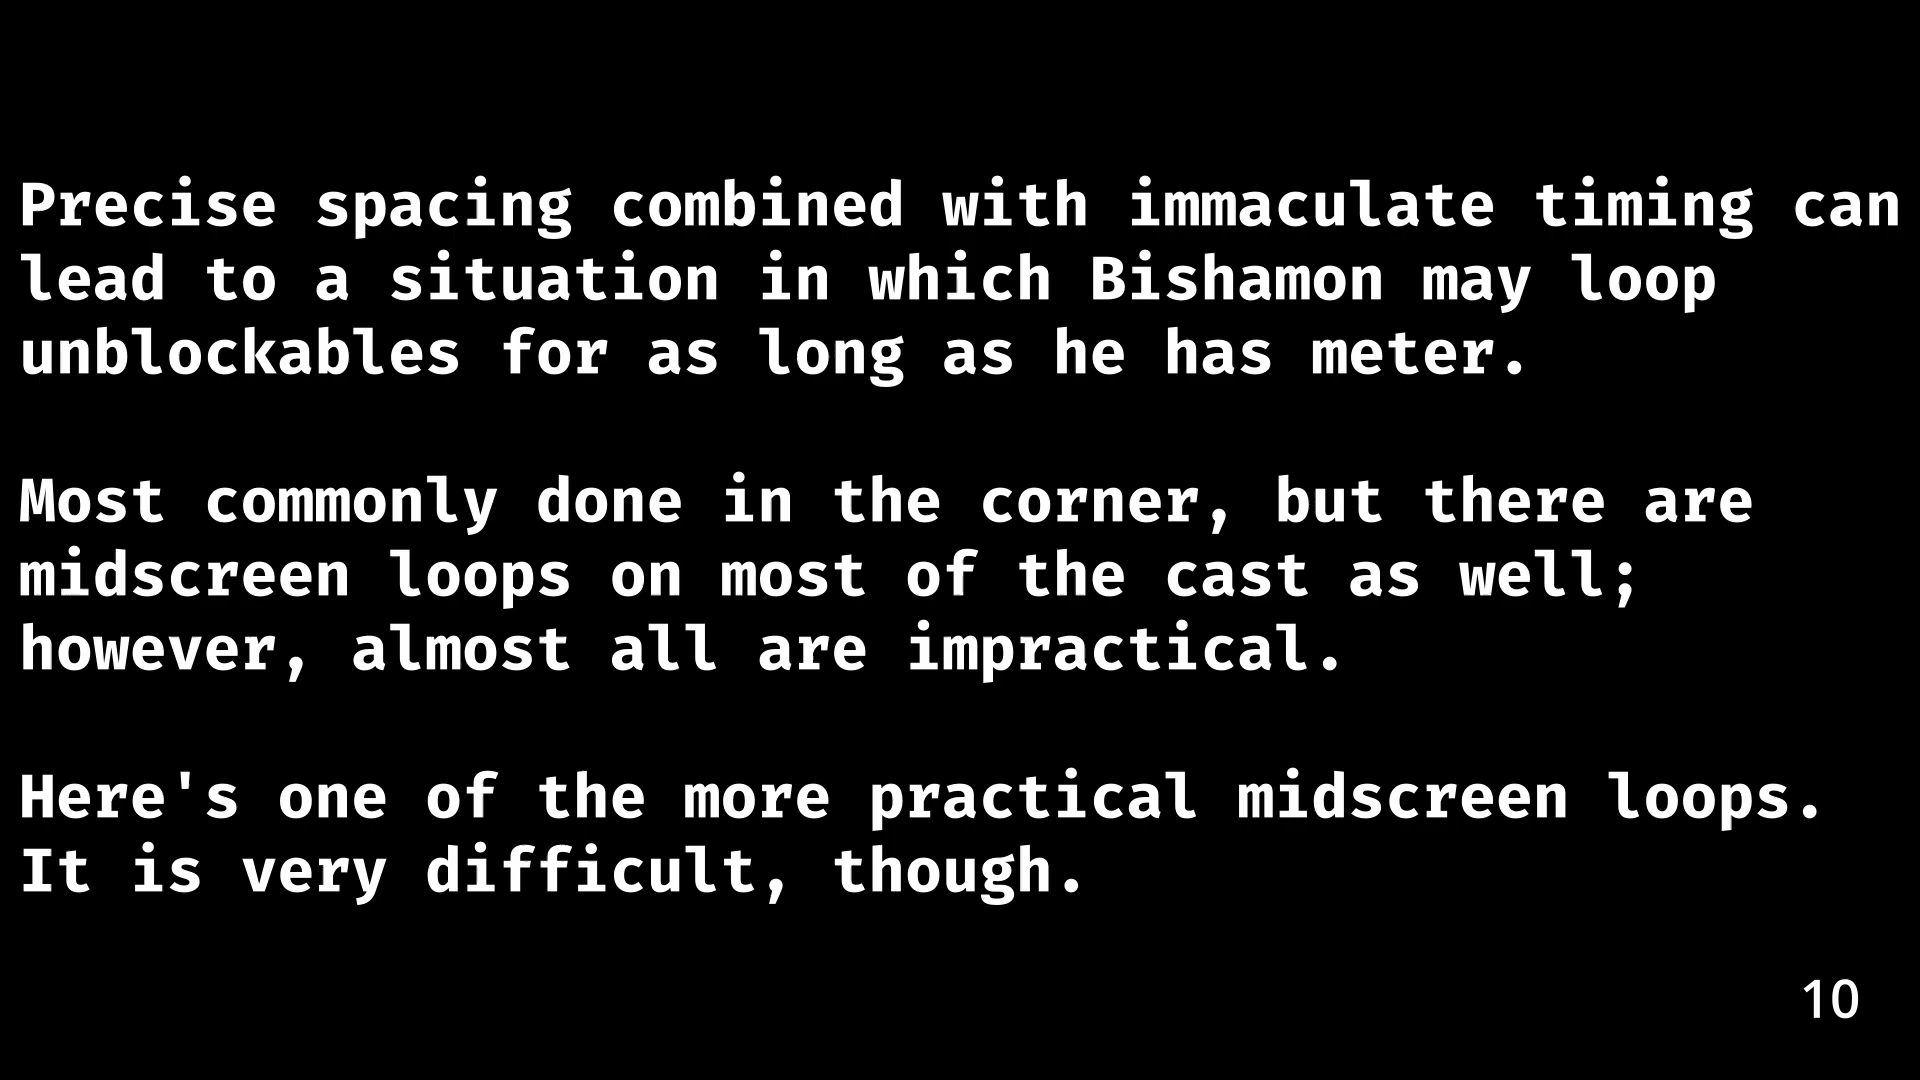 Precise spacing combined with immaculate timing can
lead to a situation in which Bishamon may loop
unblockables for as long as he has meter.
Most commonly done in the corner, but there are
midscreen loops on most of the cast as well;
however, almost all are impractical.
Here's one of the more practical midscreen loops.
It is very difficult, though.
10